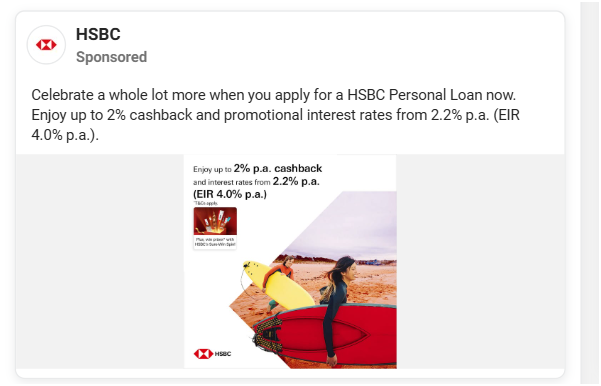 HSBC
Sponsored
Celebrate a whole lot more when you apply for a HSBC Personal Loan now.
Enjoy up to 2% cashback and promotional interest rates from 2.2% p.a. (EIR
4.0% p.a.).
Enjoy up to 2% p.a. cashback
and interest rates from 2.2% p.a.
(EIR 4.0% p.a.)
*T&Cs apply.
Plus, win prizes* with
HSBC's Sure-Win Spin!
HSBC